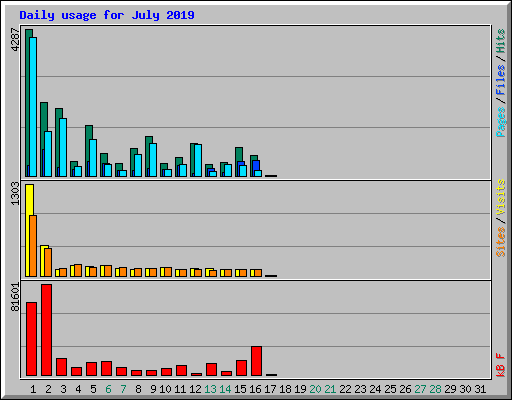 Daily usage for July 2019
4287
1303
81601
Pages / Files / Hits
Sites / Visits
kB F
1 2 3 4 5 6 7 8 9 10 11 12 13 14 15 16 17 18 19 20 21 22 23 24 25 26 27 28 29 30 31